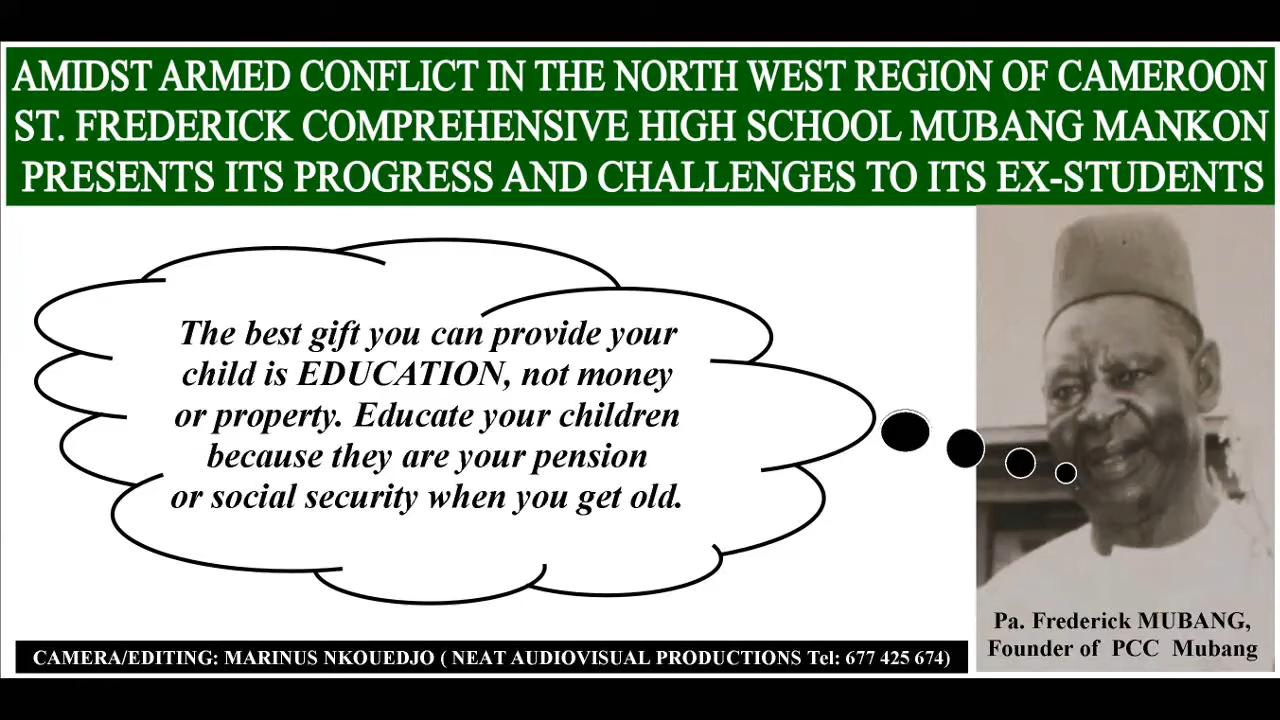 AMIDST ARMED CONFLICT IN THE NORTH WEST REGION OF CAMEROON
ST. FREDERICK COMPREHENSIVE HIGH SCHOOL MUBANG MANKON
PRESENTS ITS PROGRESS AND CHALLENGES TO ITS EX-STUDENTS
The best gift you can provide your
child is EDUCATION, not money
or property. Educate your children
because they are your pension
or social security when you get old.
Pa. Frederick MUBANG,
Founder of PCC Mubang
CAMERA/EDITING: MARINUS NKOUEDJO ( NEAT AUDIOVISUAL PRODUCTIONS Tel: 677 425 674)